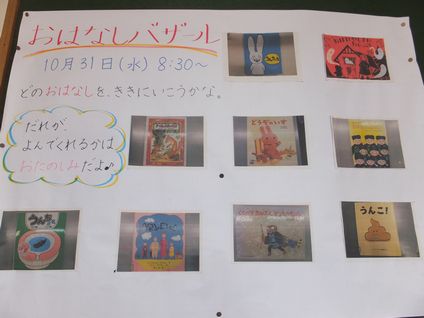 おはなしバザール
10月31日(水) 8:30～
どのおはなしを、ききにいこうかな。
だれが、
よんでくれるかは
おたのしみだよ♪
どうぞのいす
うんこ!